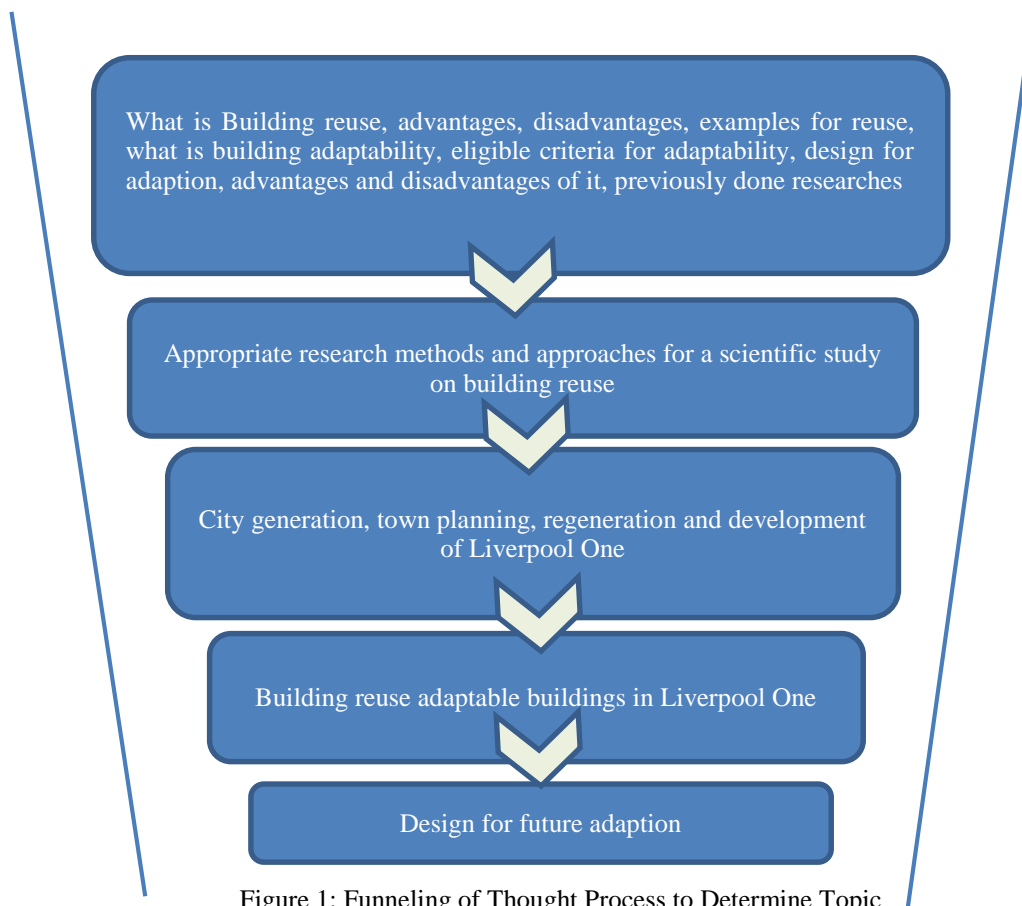 What is Building reuse, advantages, disadvantages, examples for reuse,
what is building adaptability, eligible criteria for adaptability, design for
adaption, advantages and disadvantages of it, previously done researches
Appropriate research methods and approaches for a scientific study
on building reuse
City generation, town planning, regeneration and development
of Liverpool One
Building reuse adaptable buildings in Liverpool One
Design for future adaption
Figure 1: Funneling of Thought Process to Determine Topic